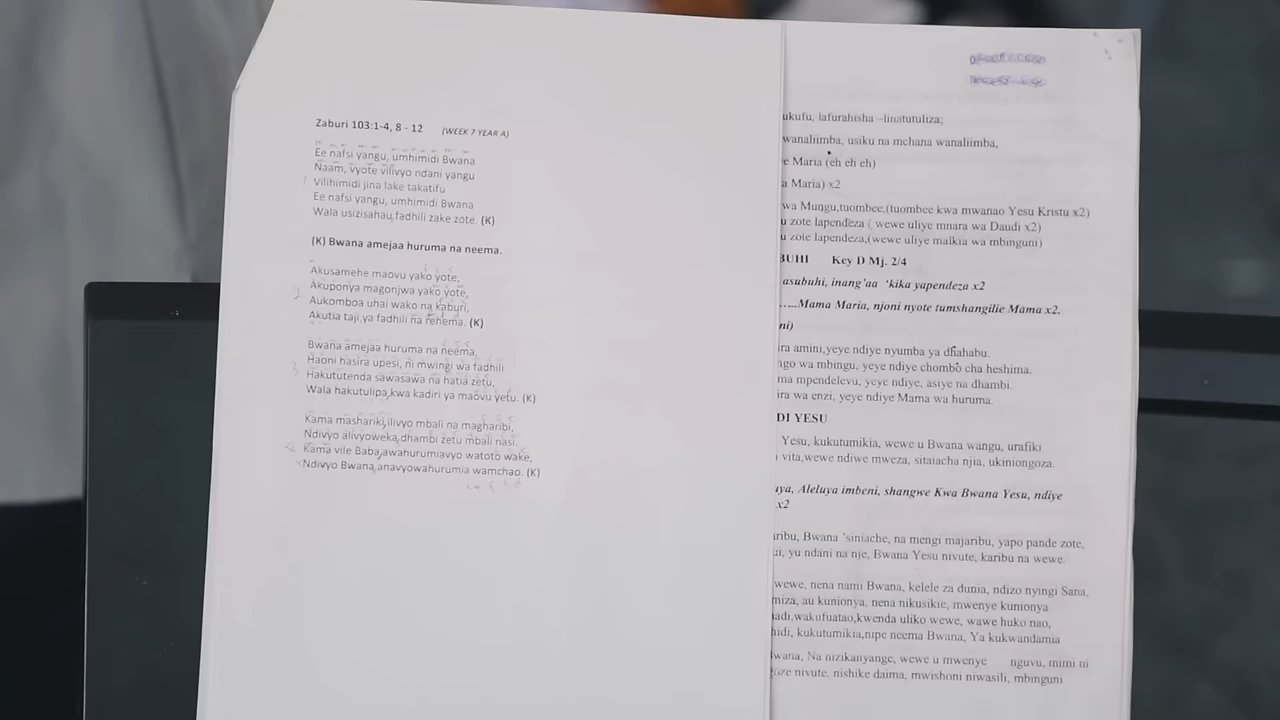 Zaburi 103:1-4, 8 - 12 (WEEK 7 YEAR A)
Ee nafsi yangu, umhimidi Bwana
Naam, vyote vilivyo ndani yangu
1 Vilihimidi jina lake takatifu
Ee nafsi yangu, umhimidi Bwana
Wala usizisahau, fadhili zake zote. (K)
(K) Bwana amejaa huruma na neema.
Akusamehe maovu yako yote,
Akuponya magonjwa yako yote,
2 Aukomboa uhai wako na kaburi,
Akutia taji, ya fadhili na rehema. (K)
Bwana amejaa huruma na neema,
Haoni hasira upesi, ni mwingi wa fadhili
3 Hakututenda sawasawa na hatia zetu,
Wala hakutulipa, kwa kadiri ya maovu yetu. (K)
Kama mashariki, ilivyo mbali na magharibi,
Ndivyo alivyoweka, dhambi zetu mbali nasi.
Kama vile Baba, awahurumiavyo watoto wake,
Ndivyo Bwana, anavyowahurumia wamchao. (K)
ukufu, lafurahisha –linatutuliza;
wanaliimba, usiku na mchana wanaliimba,
e Maria (eh eh eh)
a Maria) x2
wa Mungu,tuombee,(tuombee kwa mwanao Yesu Kristu x2)
u zote lapendeza ( wewe uliye mnara wa Daudi x2)
u zote lapendeza,(wewe uliye malkia wa mbinguni)
BUHI Key D Mj. 2/4
asubuhi, inang'aa 'kika yapendeza x2
.....Mama Maria, njoni nyote tumshangilie Mama x2.
ni)
ira amini,yeye ndiye nyumba ya dhahabu.
ngo wa mbingu, yeye ndiye chombo cha heshima.
ma mpendelevu, yeye ndiye, asiye na dhambi.
ira wa enzi, yeye ndiye Mama wa huruma.
DI YESU
Yesu, kukutumikia, wewe u Bwana wangu, urafiki
i vita,wewe ndiwe mweza, sitaiacha njia, ukiniongoza.
uya, Aleluya imbeni, shangwe Kwa Bwana Yesu, ndiye
x2
aribu, Bwana 'siniache, na mengi majaribu, yapo pande zote,
ui, yu ndani na nje, Bwana Yesu nivute, karibu na wewe.
wewe, nena nami Bwana, kelele za dunia, ndizo nyingi Sana,
miza, au kunionya, nena nikusikie, mwenye kunionya
adi,wakufuatao,kwenda uliko wewe, wawe huko nao,
hidi, kukutumikia,nipe neema Bwana, Ya kukwandamia
wana, Na nizikanyange, wewe u mwenye nguvu, mimi ni
oze nivute, nishike daima, mwishoni niwasili, mbinguni